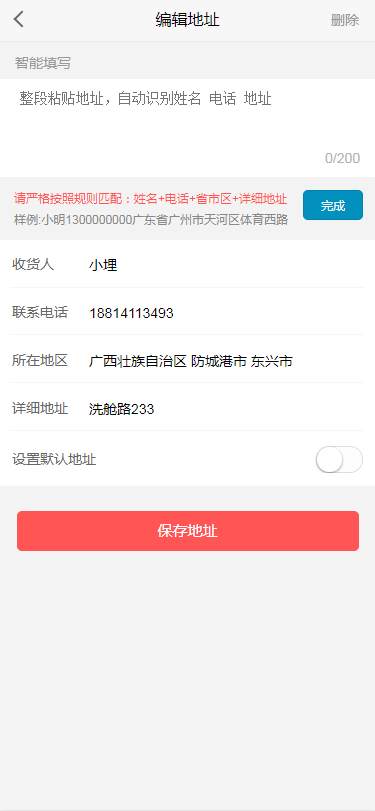 编辑地址 删除
智能填写
整段粘贴地址，自动识别姓名 电话 地址
0/200
请严格按照规则匹配：姓名+电话+省市区+详细地址
样例:小明1300000000广东省广州市天河区体育西路
完成
收货人 小埋
联系电话 18814113493
所在地区 广西壮族自治区 防城港市 东兴市
详细地址 洗舱路233
设置默认地址
保存地址